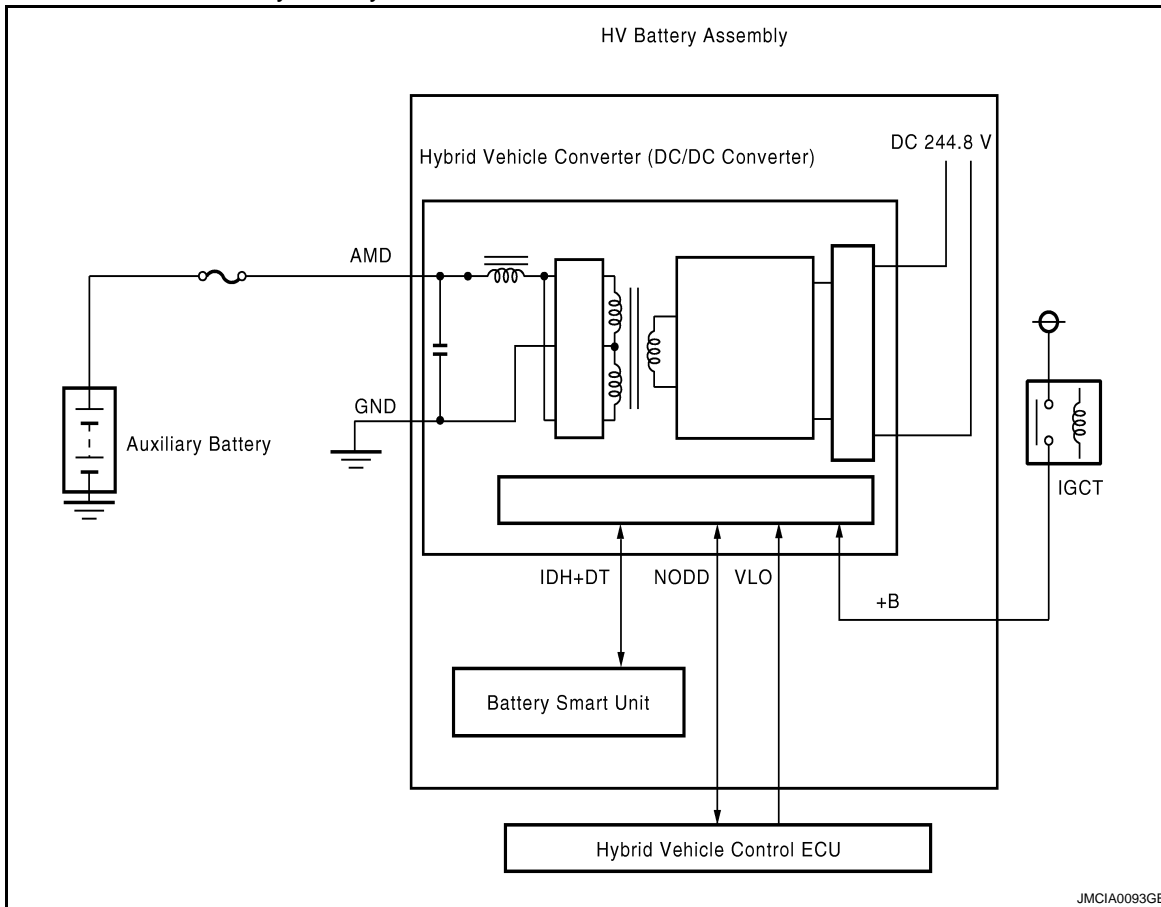 HV Battery Assembly
DC 244.8 V
Hybrid Vehicle Converter (DC/DC Converter)
AMD
GND
Auxiliary Battery
IGCT
IDH+DT
NODD
VLO
+B
Battery Smart Unit
Hybrid Vehicle Control ECU